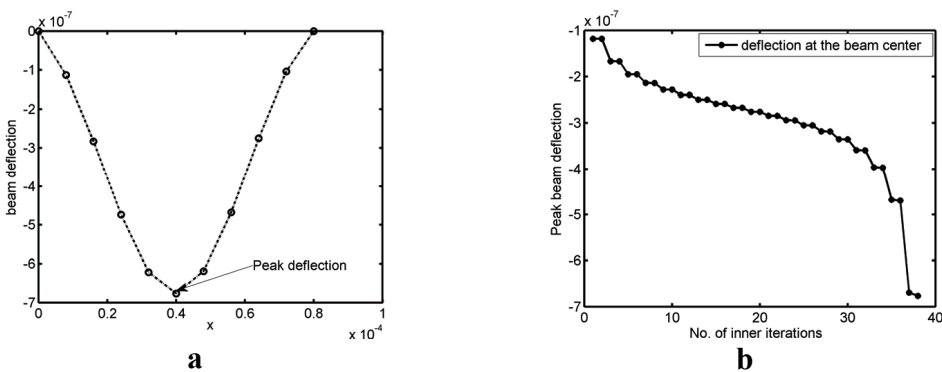 x 10⁻⁷
0
-1
-2
-3
-4
-5
-6
-7
beam deflection
Peak deflection
0 0.2 0.4 0.6 0.8 1
x
x 10⁻⁴
a
x 10⁻⁷
-1
-2
-3
-4
-5
-6
-7
Peak beam deflection
deflection at the beam center
0 10 20 30 40
No. of inner iterations
b